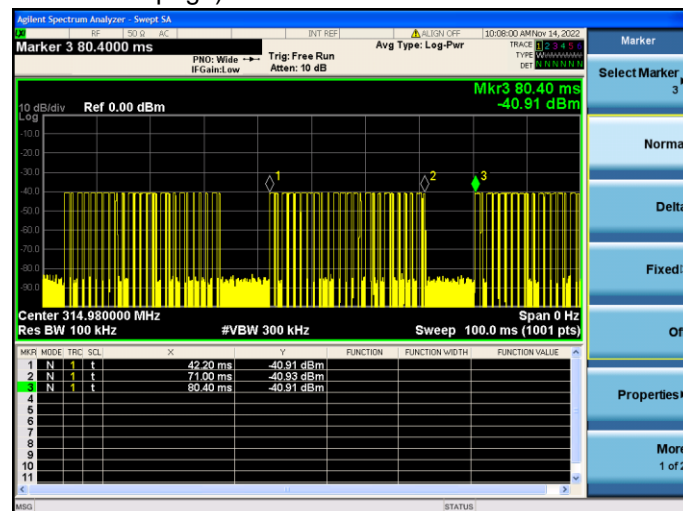 Agilent Spectrum Analyzer - Swept SA
RF 50 Ω AC INT REF ALIGN OFF 10:08:00 AM Nov 14, 2022
Marker 3 80.4000 ms
PNO: Wide
IFGain:Low
Trig: Free Run
Atten: 10 dB
Avg Type: Log-Pwr
TRACE 1 2 3 4 5 6
TYPE W
DET N N N N N N
Mkr3 80.40 ms
-40.91 dBm
10 dB/div Ref 0.00 dBm
Log
-10.0
-20.0
-30.0
-40.0
-50.0
-60.0
-70.0
-80.0
-90.0
1
2
3
Center 314.980000 MHz Span 0 Hz
Res BW 100 kHz #VBW 300 kHz Sweep 100.0 ms (1001 pts)
MKR MODE TRC SCL X Y FUNCTION FUNCTION WIDTH FUNCTION VALUE
1 N 1 t 42.20 ms -40.91 dBm
2 N 1 t 71.00 ms -40.93 dBm
3 N 1 t 80.40 ms -40.91 dBm
4
5
6
7
8
9
10
11
MSG STATUS
Marker
Select Marker
3
Norma
Delta
Fixed
Of
Properties
More
1 of 2